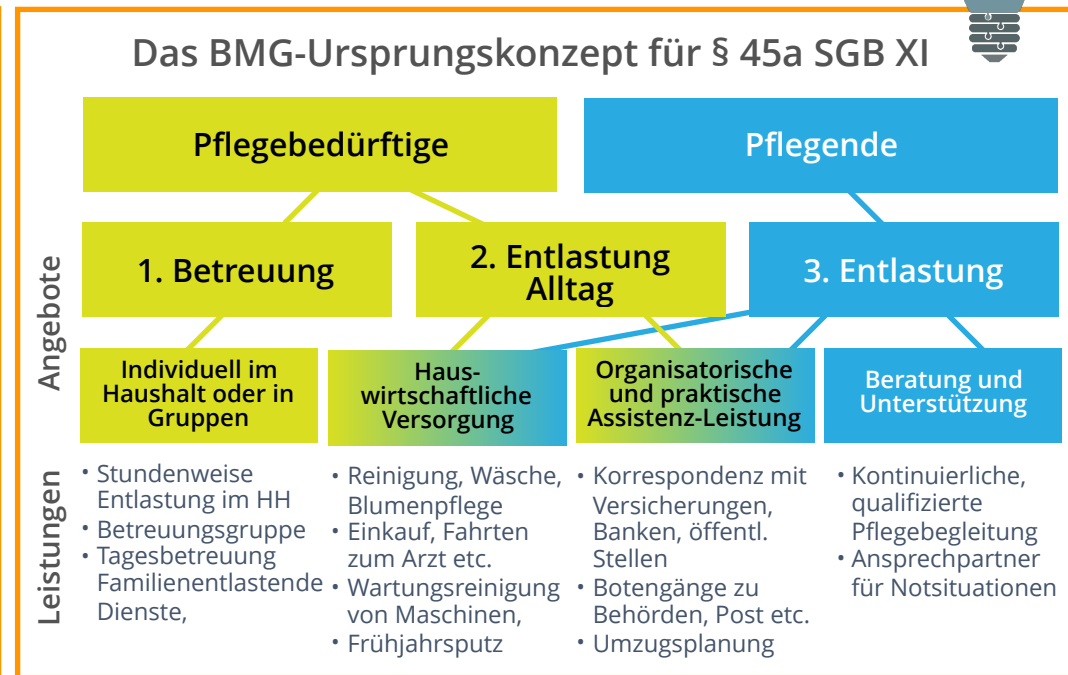 Das BMG-Ursprungskonzept für § 45a SGB XI
Pflegebedürftige
Pflegende
Angebote
1. Betreuung
2. Entlastung
Alltag
3. Entlastung
Individuell im
Haushalt oder in
Gruppen
Haus-
wirtschaftliche
Versorgung
Organisatorische
und praktische
Assistenz-Leistung
Beratung und
Unterstützung
Leistungen
• Stundenweise
Entlastung im HH
• Betreuungsgruppe
• Tagesbetreuung
Familienentlastende
Dienste,
• Reinigung, Wäsche,
Blumenpflege
• Einkauf, Fahrten
zum Arzt etc.
• Wartungsreinigung
von Maschinen,
• Frühjahrsputz
• Korrespondenz mit
Versicherungen,
Banken, öffentl.
Stellen
• Botengänge zu
Behörden, Post etc.
• Umzugsplanung
• Kontinuierliche,
qualifizierte
Pflegebegleitung
• Ansprechpartner
für Notsituationen